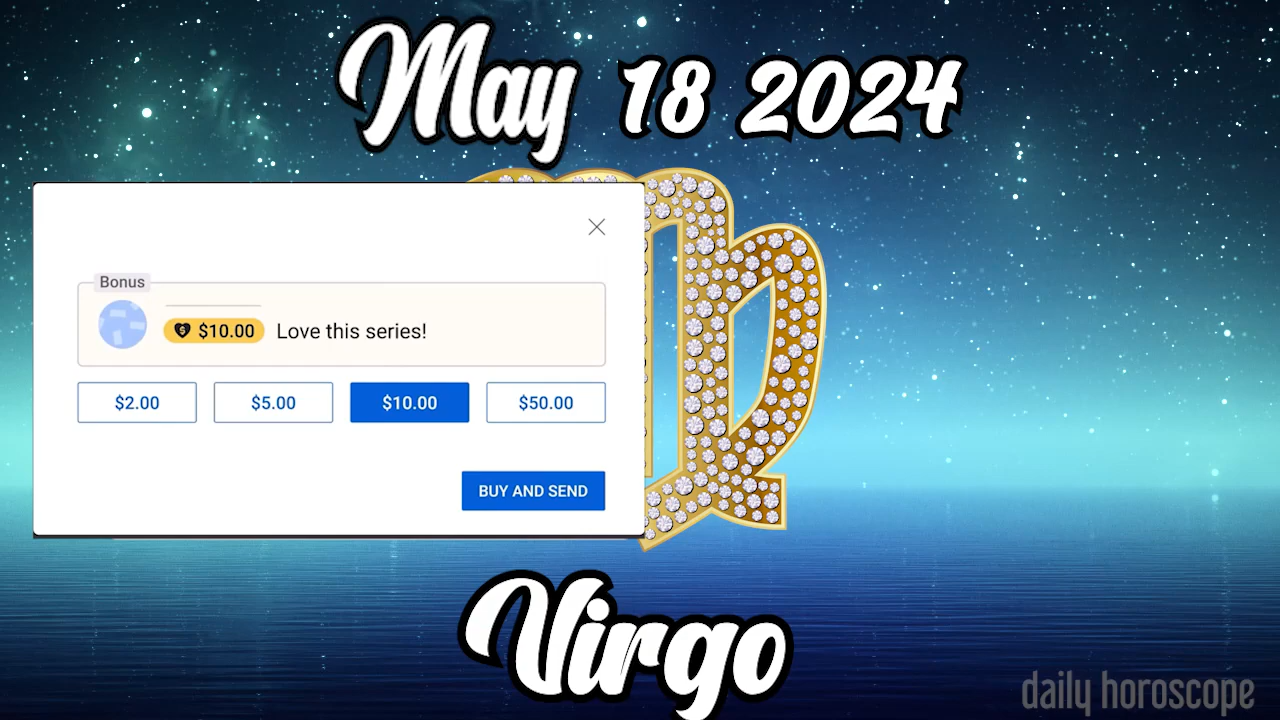 May 18 2024
Bonus
$10.00 Love this series!
$2.00 $5.00 $10.00 $50.00
BUY AND SEND
Virgo
daily horoscope